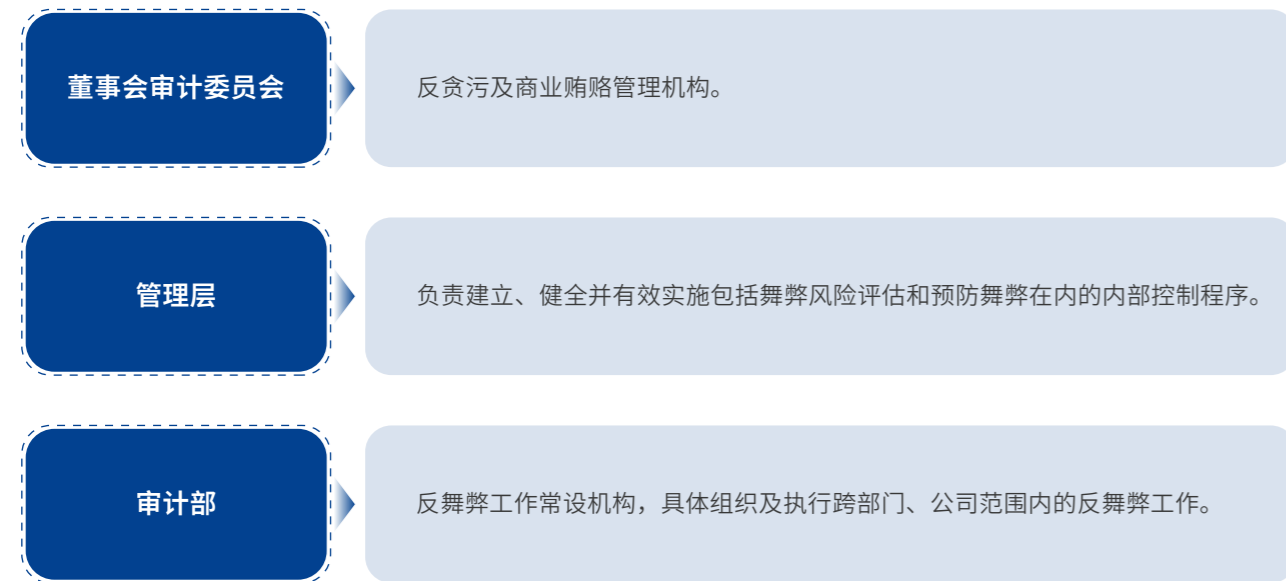 董事会审计委员会
反贪污及商业贿赂管理机构。
管理层
负责建立、健全并有效实施包括舞弊风险评估和预防舞弊在内的内部控制程序。
审计部
反舞弊工作常设机构，具体组织及执行跨部门、公司范围内的反舞弊工作。